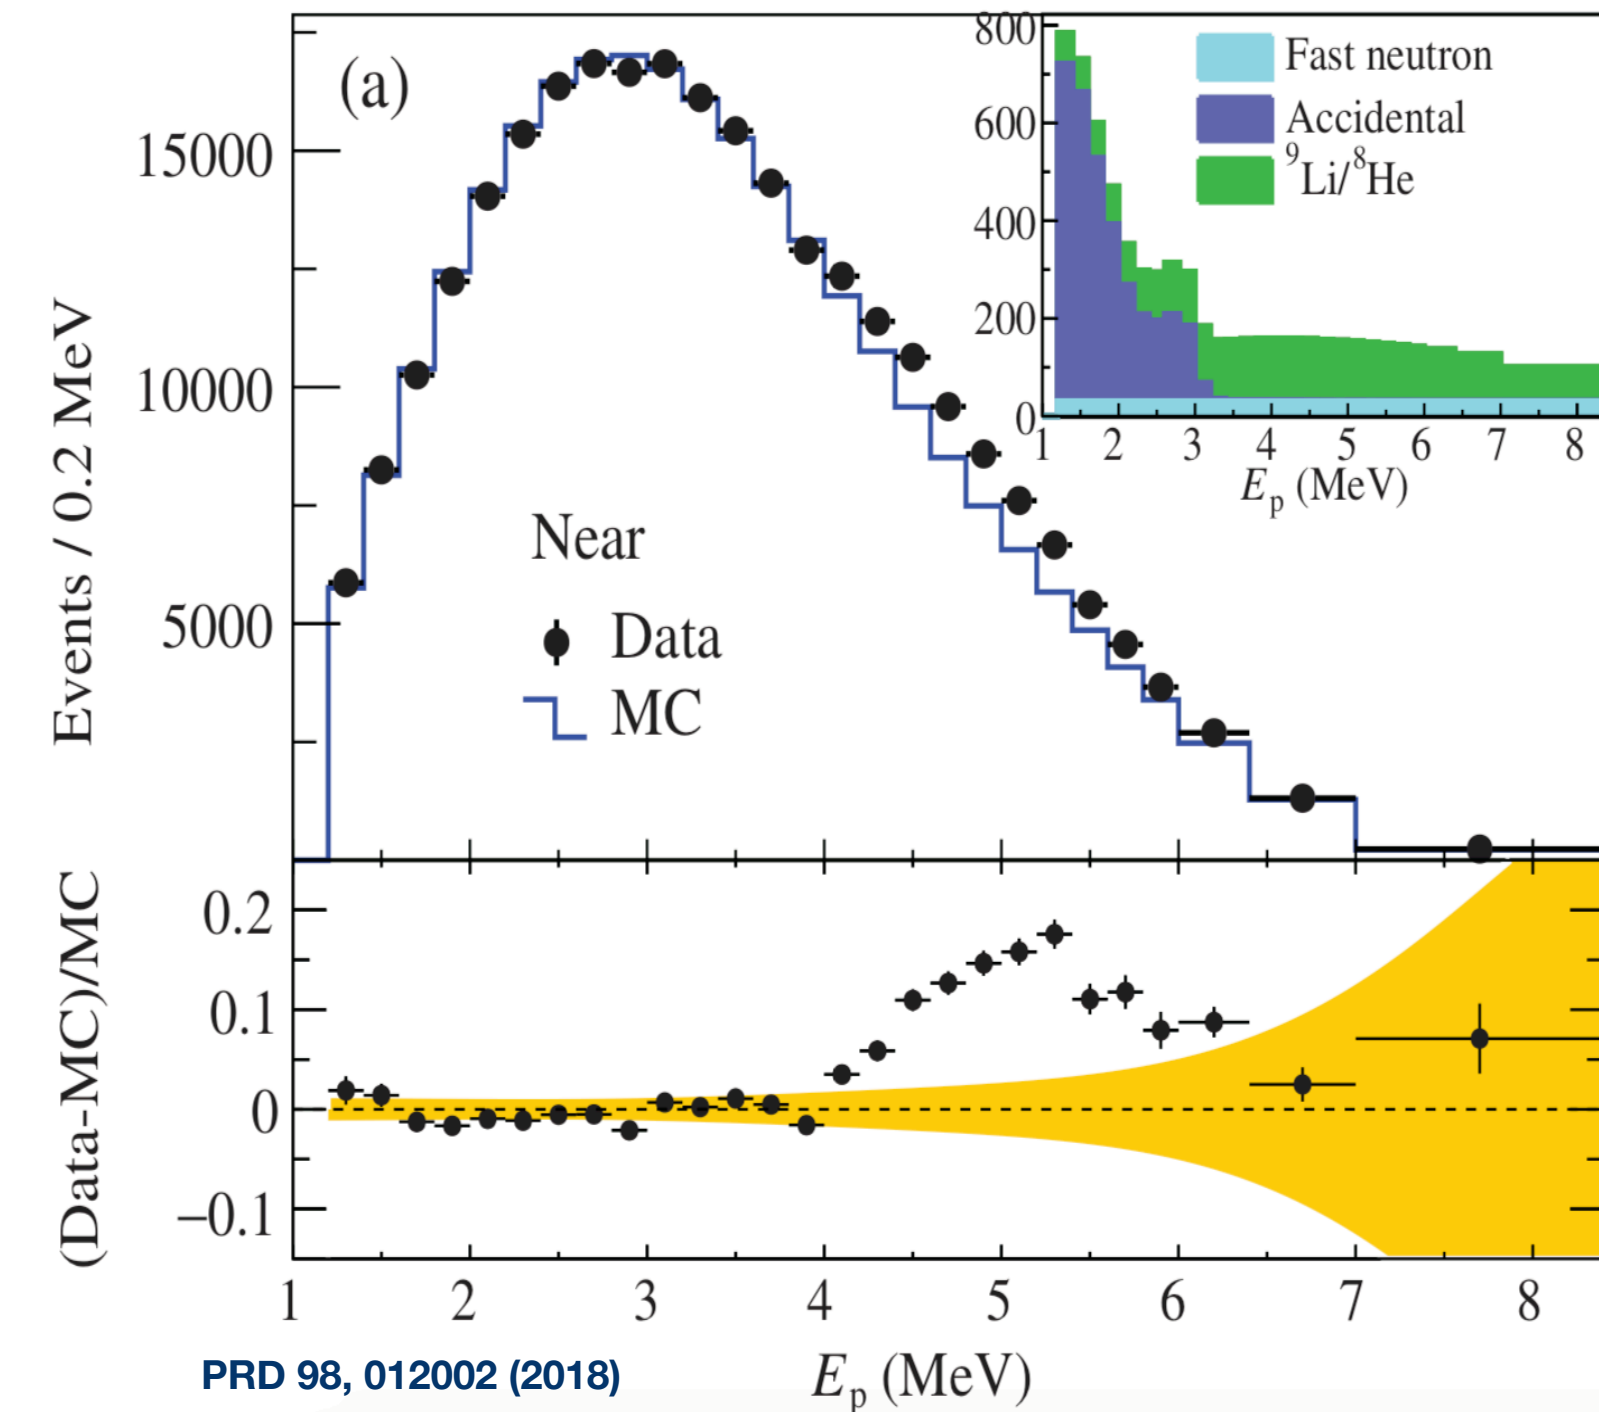 (a)
Events / 0.2 MeV
15000
10000
5000
Near
Data
MC
800
600
400
200
0
1 2 3 4 5 6 7 8
E_p (MeV)
Fast neutron
Accidental
⁹Li/⁸He
(Data-MC)/MC
0.2
0.1
0
−0.1
1 2 3 4 5 6 7 8
E_p (MeV)
PRD 98, 012002 (2018)